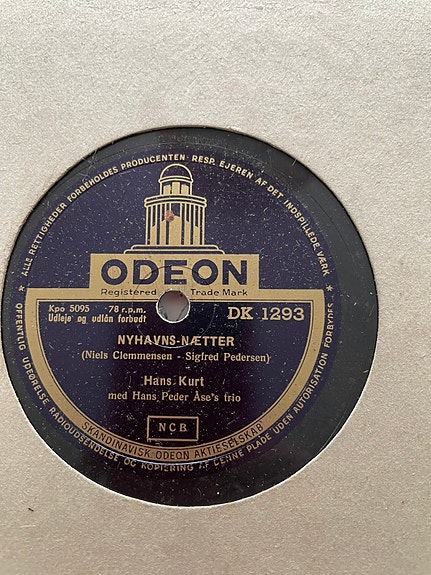 ★ ALLE RETTIGHEDER FORBEHOLDES PRODUCENTEN RESP. EJEREN AF DET INDSPILLEDE VÆRK ★
ODEON
Registered Trade Mark
Kpo 5095 -78 r.p.m.
Udleje og udlån forbudt
DK 1293
NYHAVNS-NÆTTER
(Niels Clemmensen - Sigfred Pedersen)
Hans Kurt
med Hans Peder Åse's trio
NCB
SKANDINAVISK ODEON AKTIESELSKAB
OFFENTLIG UDFØRELSE RADIOUDSENDELSE OG KOPIERING AF DENNE PLADE UDEN AUTORISATION FORBYDES